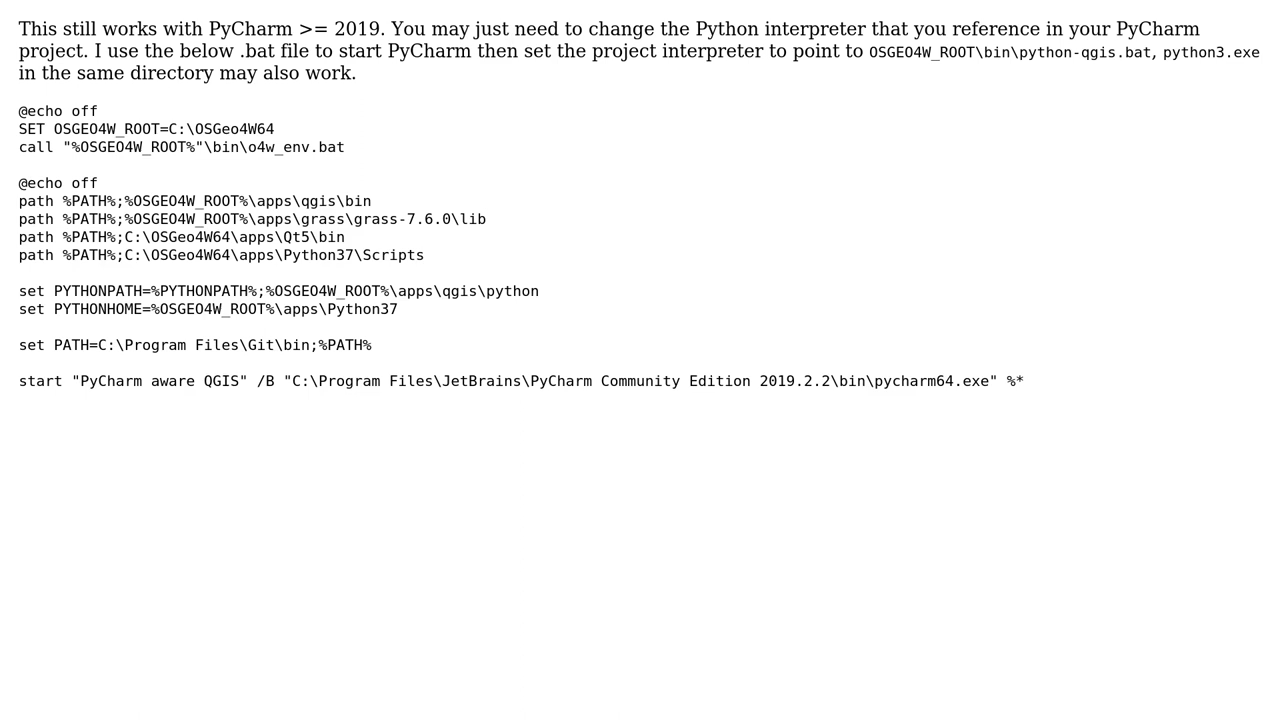 This still works with PyCharm >= 2019. You may just need to change the Python interpreter that you reference in your PyCharm
project. I use the below .bat file to start PyCharm then set the project interpreter to point to OSGEO4W_ROOT\bin\python-qgis.bat, python3.exe
in the same directory may also work.
@echo off
SET OSGEO4W_ROOT=C:\OSGeo4W64
call "%OSGEO4W_ROOT%"\bin\o4w_env.bat
@echo off
path %PATH%;%OSGEO4W_ROOT%\apps\qgis\bin
path %PATH%;%OSGEO4W_ROOT%\apps\grass\grass-7.6.0\lib
path %PATH%;C:\OSGeo4W64\apps\Qt5\bin
path %PATH%;C:\OSGeo4W64\apps\Python37\Scripts
set PYTHONPATH=%PYTHONPATH%;%OSGEO4W_ROOT%\apps\qgis\python
set PYTHONHOME=%OSGEO4W_ROOT%\apps\Python37
set PATH=C:\Program Files\Git\bin;%PATH%
start "PyCharm aware QGIS" /B "C:\Program Files\JetBrains\PyCharm Community Edition 2019.2.2\bin\pycharm64.exe" %*